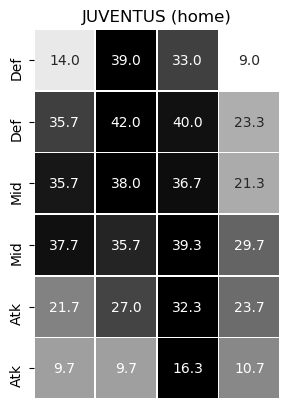 JUVENTUS (home)
Def 14.0 39.0 33.0 9.0
Def 35.7 42.0 40.0 23.3
Mid 35.7 38.0 36.7 21.3
Mid 37.7 35.7 39.3 29.7
Atk 21.7 27.0 32.3 23.7
Atk 9.7 9.7 16.3 10.7